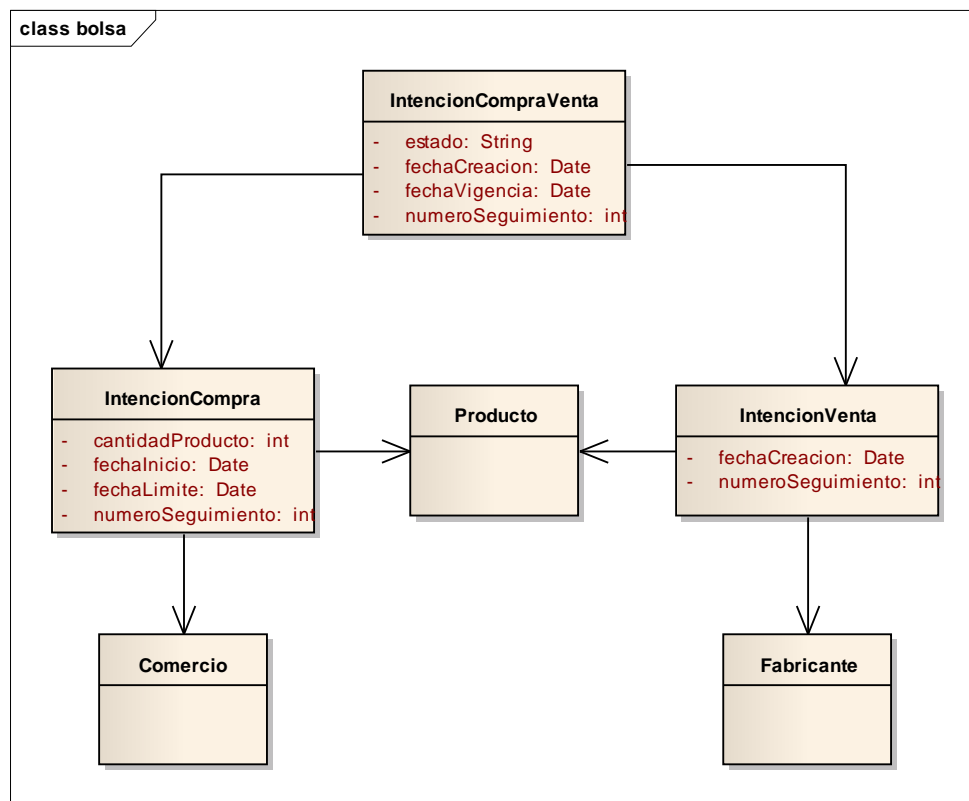 class bolsa
IntencionCompraVenta
- estado: String
- fechaCreacion: Date
- fechaVigencia: Date
- numeroSeguimiento: int
IntencionCompra
- cantidadProducto: int
- fechaInicio: Date
- fechaLimite: Date
- numeroSeguimiento: int
Producto
IntencionVenta
- fechaCreacion: Date
- numeroSeguimiento: int
Comercio
Fabricante